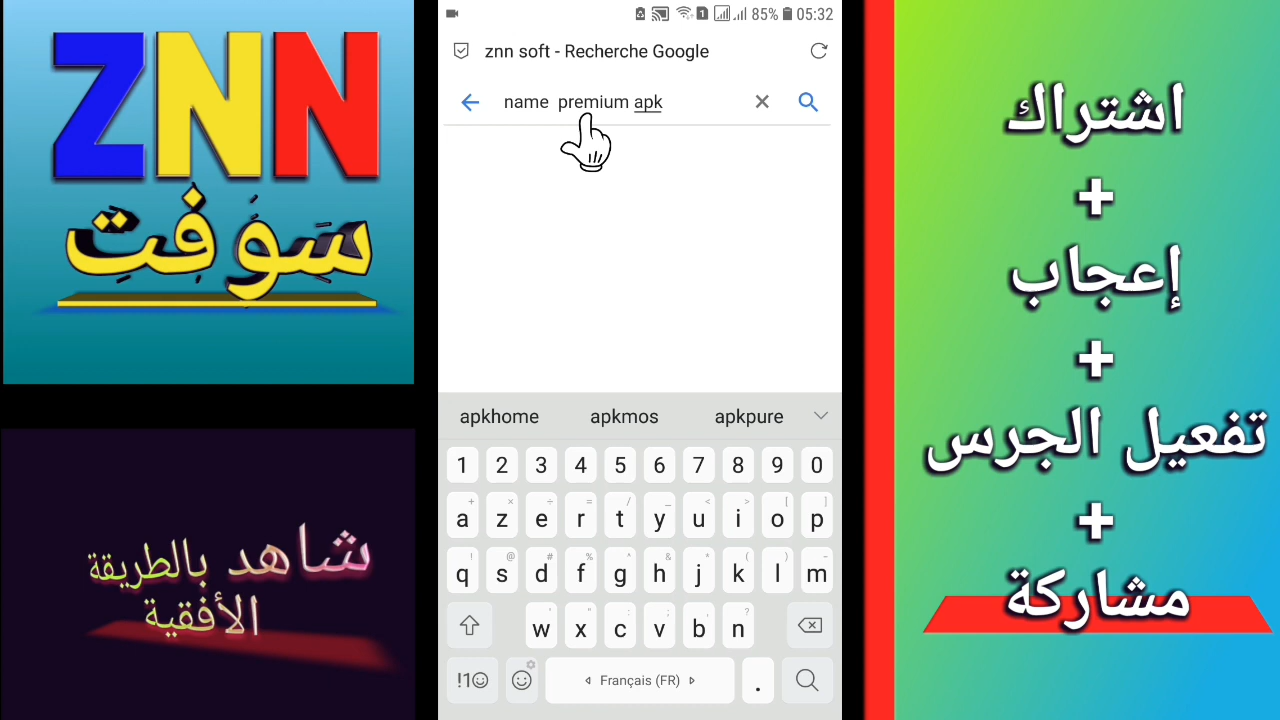 ZNN
سَوُفِتِ
شاهد بالطريقة
الأفقية
1 85% 05:32
znn soft - Recherche Google
name premium apk
apkhome apkmos apkpure
1 2 3 4 5 6 7 8 9 0
+ × ÷ = / _ < > [ ]
a z e r t y u i o p
! @ # % ^ & * ( ) -
q s d f g h j k l m
' " : ; , ?
w x c v b n
!1☺ Français (FR) .
اشتراك
+
إعجاب
+
تفعيل الجرس
+
مشاركة